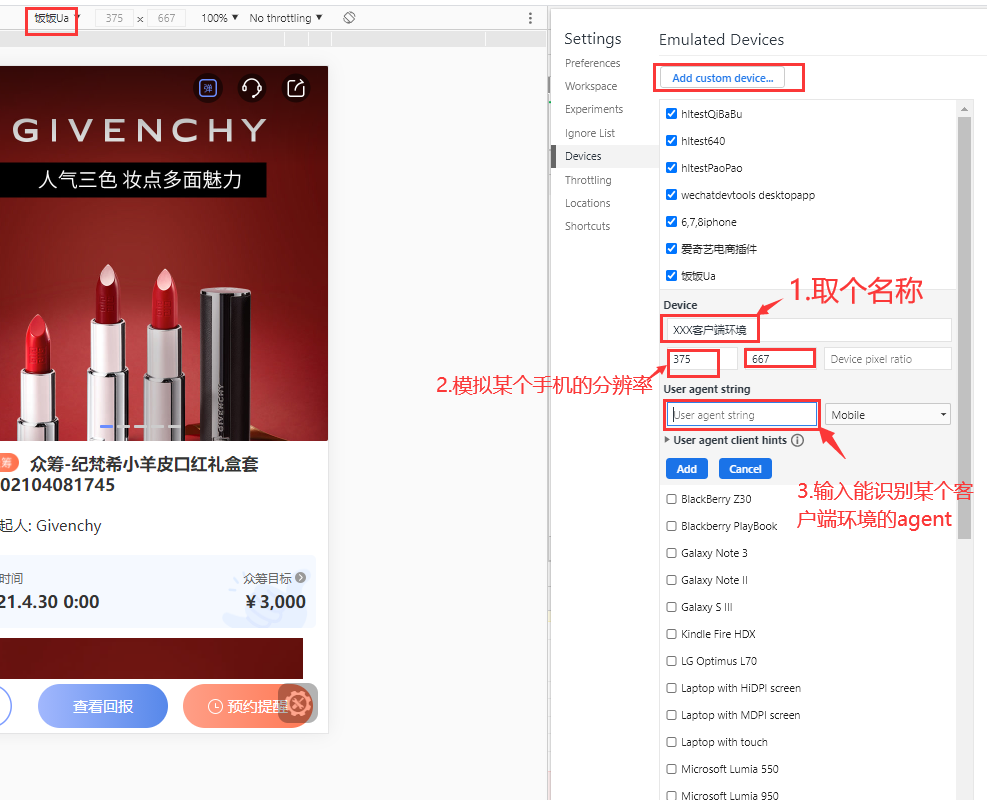 饭饭Ua
375 × 667 100% No throttling
弹
GIVENCHY
人气三色 妆点多面魅力
GIVENCHY
筹 众筹-纪梵希小羊皮口红礼盒套
02104081745
起人: Givenchy
时间
众筹目标
21.4.30 0:00
¥3,000
查看回报
预约提醒
Settings
Preferences
Workspace
Experiments
Ignore List
Devices
Throttling
Locations
Shortcuts
Emulated Devices
Add custom device...
hltestQiBaBu
hltest640
hltestPaoPao
wechatdevtools desktopapp
6,7,8iphone
爱奇艺电商插件
饭饭Ua
Device
1.取个名称
XXX客户端环境
375 667 Device pixel ratio
2.模拟某个手机的分辨率
User agent string
User agent string Mobile
User agent client hints
Add Cancel
3.输入能识别某个客
户端环境的agent
BlackBerry Z30
Blackberry PlayBook
Galaxy Note 3
Galaxy Note II
Galaxy S III
Kindle Fire HDX
LG Optimus L70
Laptop with HiDPI screen
Laptop with MDPI screen
Laptop with touch
Microsoft Lumia 550
Microsoft Lumia 950